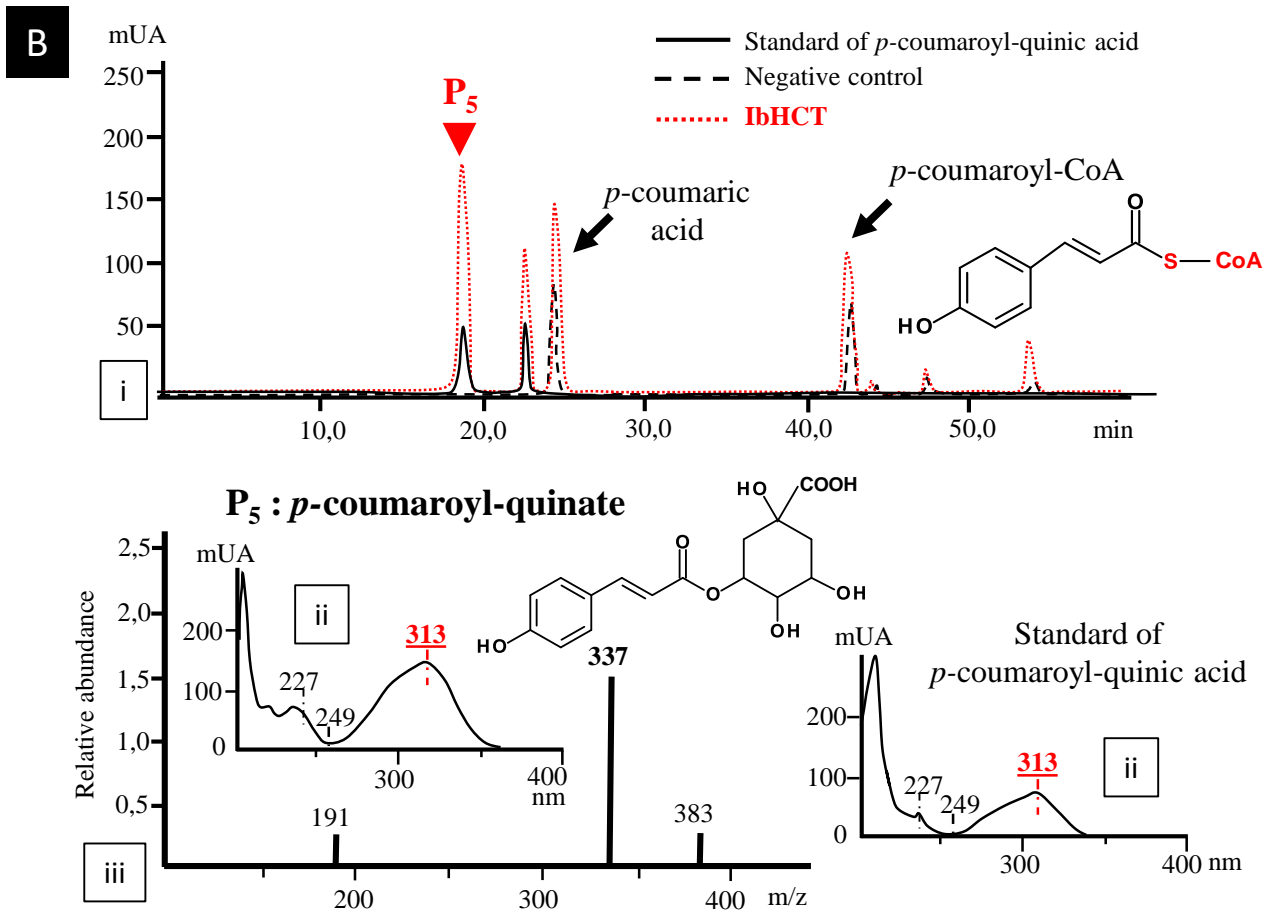 B
mUA
Standard of p-coumaroyl-quinic acid
Negative control
IbHCT
250
200
150
100
50
P5
p-coumaric
acid
p-coumaroyl-CoA
O
S
CoA
HO
i
10,0
20,0
30,0
40,0
50,0
min
P5 : p-coumaroyl-quinate
HO
COOH
O
O
OH
OH
HO
2,5
2,0
1,5
1,0
0,5
Relative abundance
mUA
200
100
0
ii
227
249
313
300
400
nm
337
191
383
iii
200
300
400
m/z
Standard of
p-coumaroyl-quinic acid
mUA
200
100
0
227
249
313
ii
300
400 nm